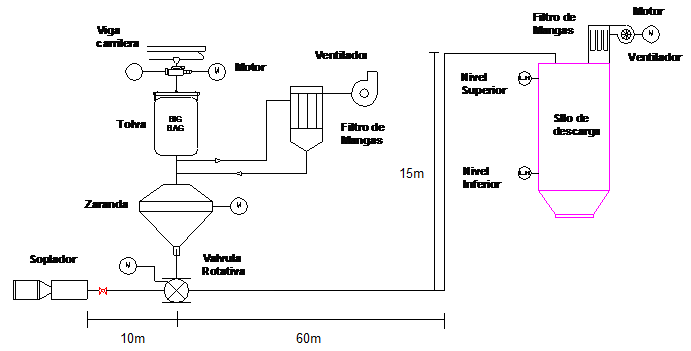 Viga
carrilera
Motor
Ventilador
BIG
BAG
Tolva
Filtro de
Mangas
Zaranda
Soplador
Valvula
Rotativa
10m
60m
15m
Filtro de
Mangas
Motor
Ventilador
Nivel
Superior
Silo de
descarga
Nivel
Inferior